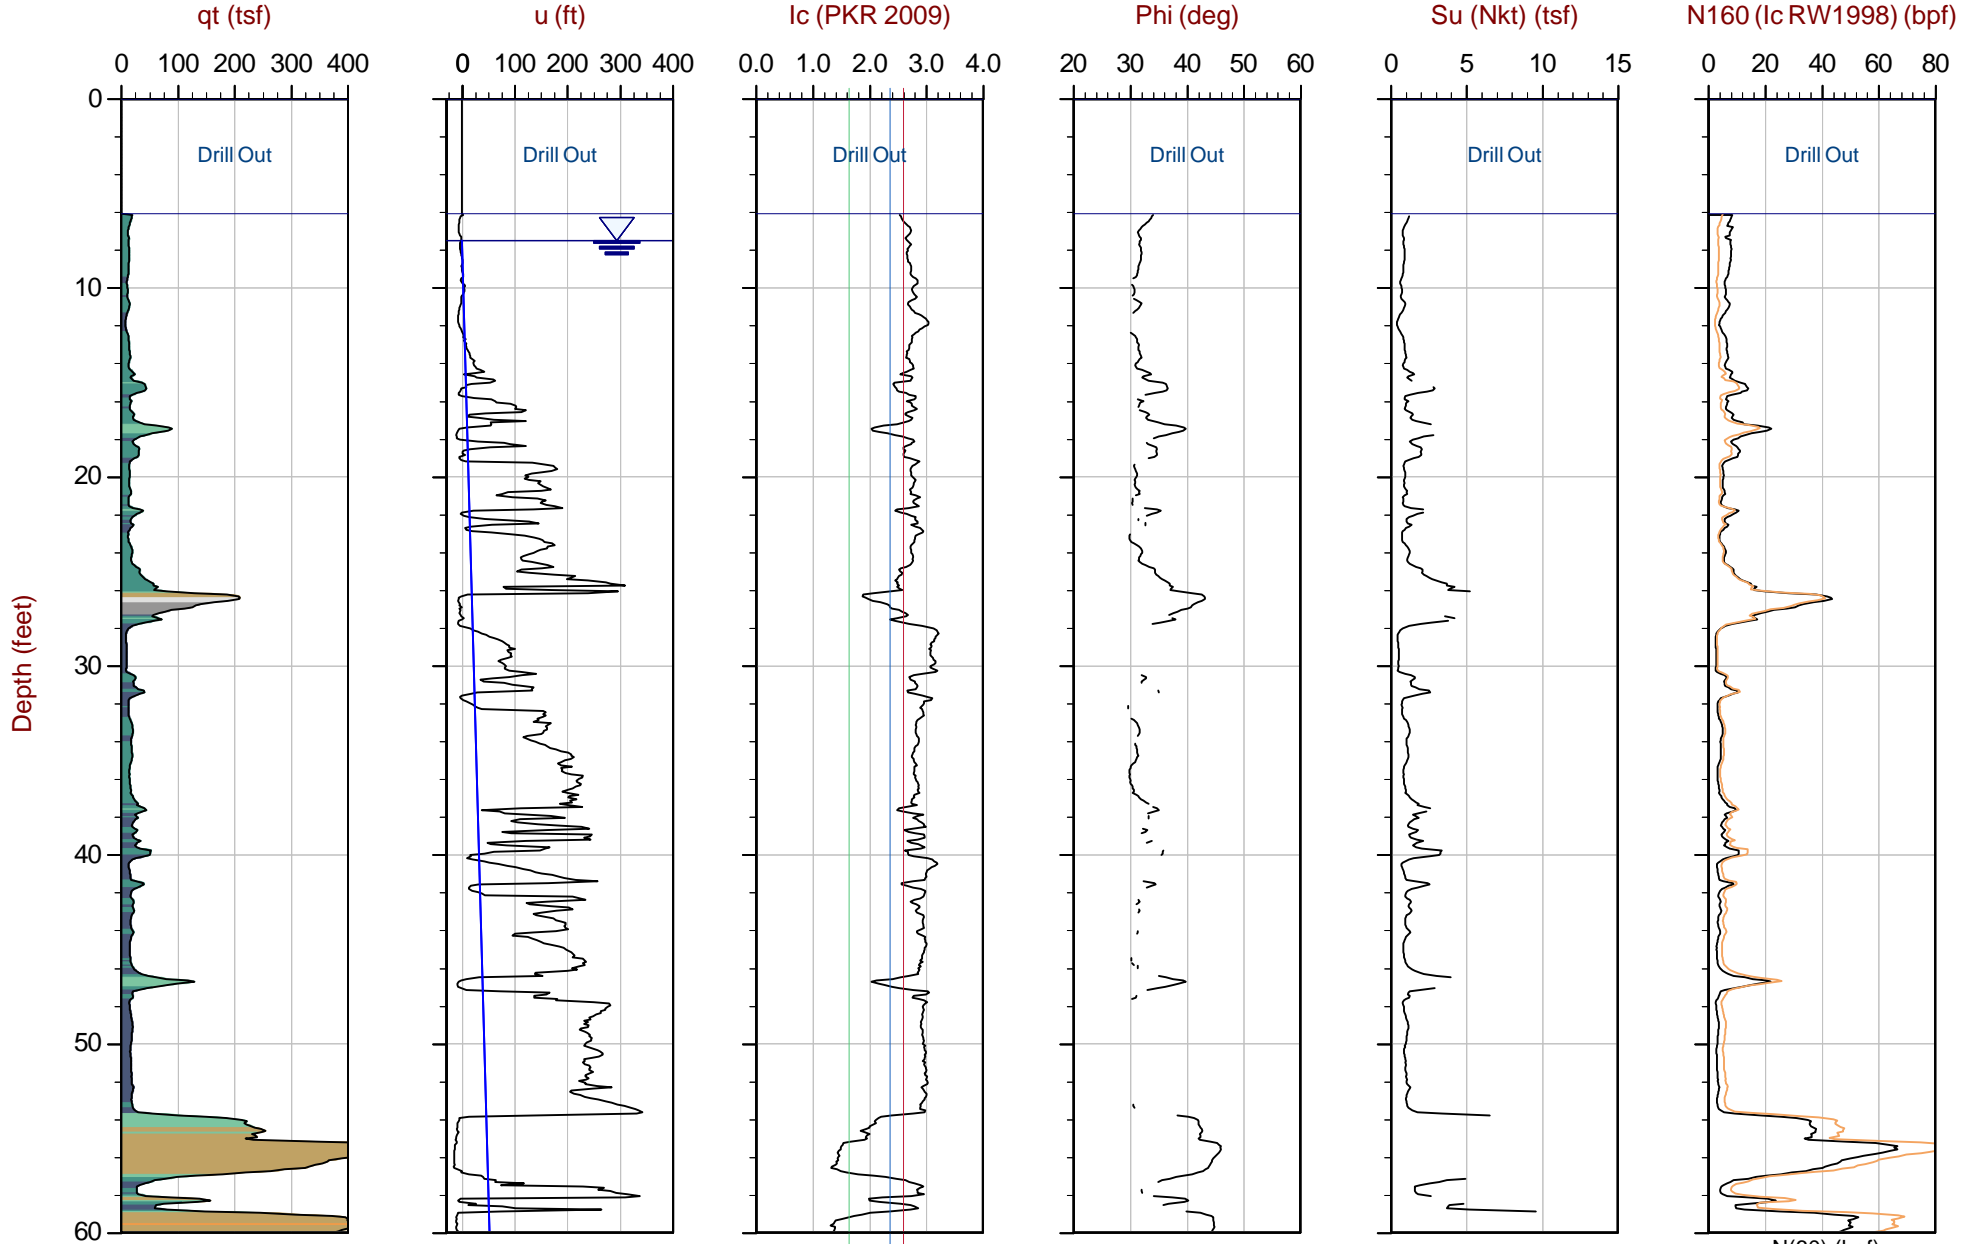 qt (tsf) u (ft) Ic (PKR 2009) Phi (deg) Su (Nkt) (tsf) N160 (Ic RW1998) (bpf)
0 100 200 300 400 0 100 200 300 400 0.0 1.0 2.0 3.0 4.0 20 30 40 50 60 0 5 10 15 0 20 40 60 80
0
Drill Out Drill Out Drill Out Drill Out Drill Out Drill Out
10
20
30
Depth (feet)
40
50
60